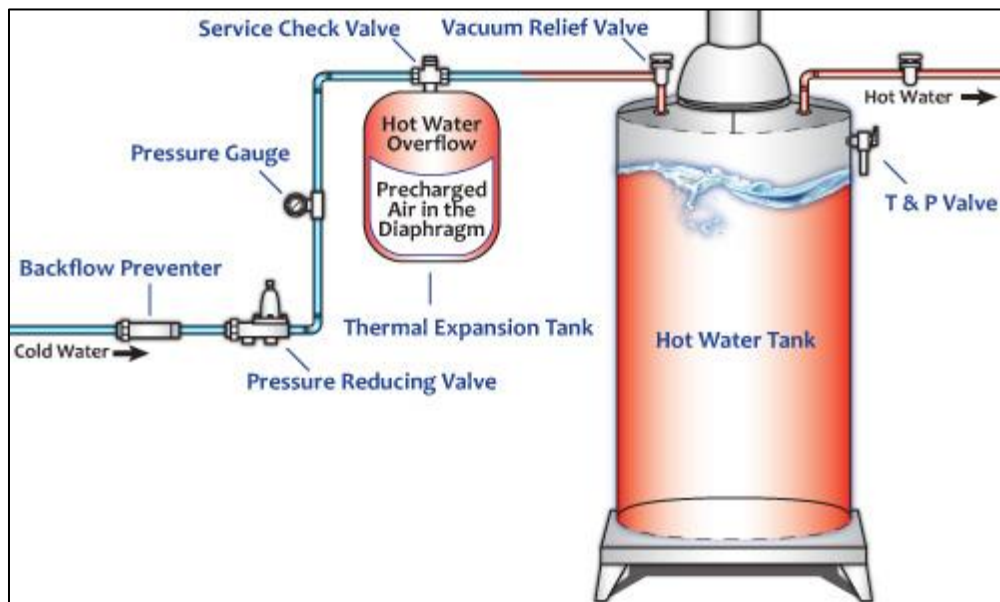 Service Check Valve
Vacuum Relief Valve
Hot Water
Hot Water
Overflow
Pressure Gauge
Precharged
Air in the
Diaphragm
T & P Valve
Backflow Preventer
Thermal Expansion Tank
Hot Water Tank
Cold Water
Pressure Reducing Valve